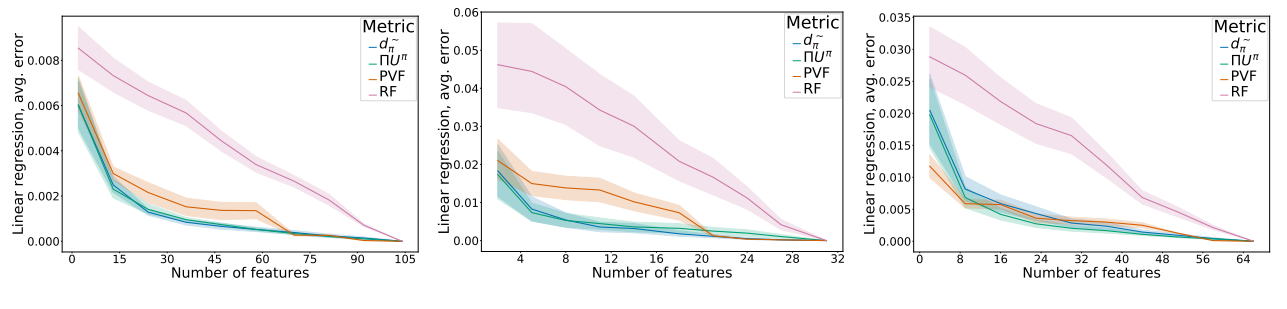 Linear regression, avg. error
0.008
0.006
0.004
0.002
0.000
0 15 30 45 60 75 90 105
Number of features
Metric
d_π^~
ΠU^π
PVF
RF
Linear regression, avg. error
0.06
0.05
0.04
0.03
0.02
0.01
0.00
4 8 12 16 20 24 28 32
Number of features
Metric
d_π^~
ΠU^π
PVF
RF
Linear regression, avg. error
0.035
0.030
0.025
0.020
0.015
0.010
0.005
0.000
0 8 16 24 32 40 48 56 64
Number of features
Metric
d_π^~
ΠU^π
PVF
RF